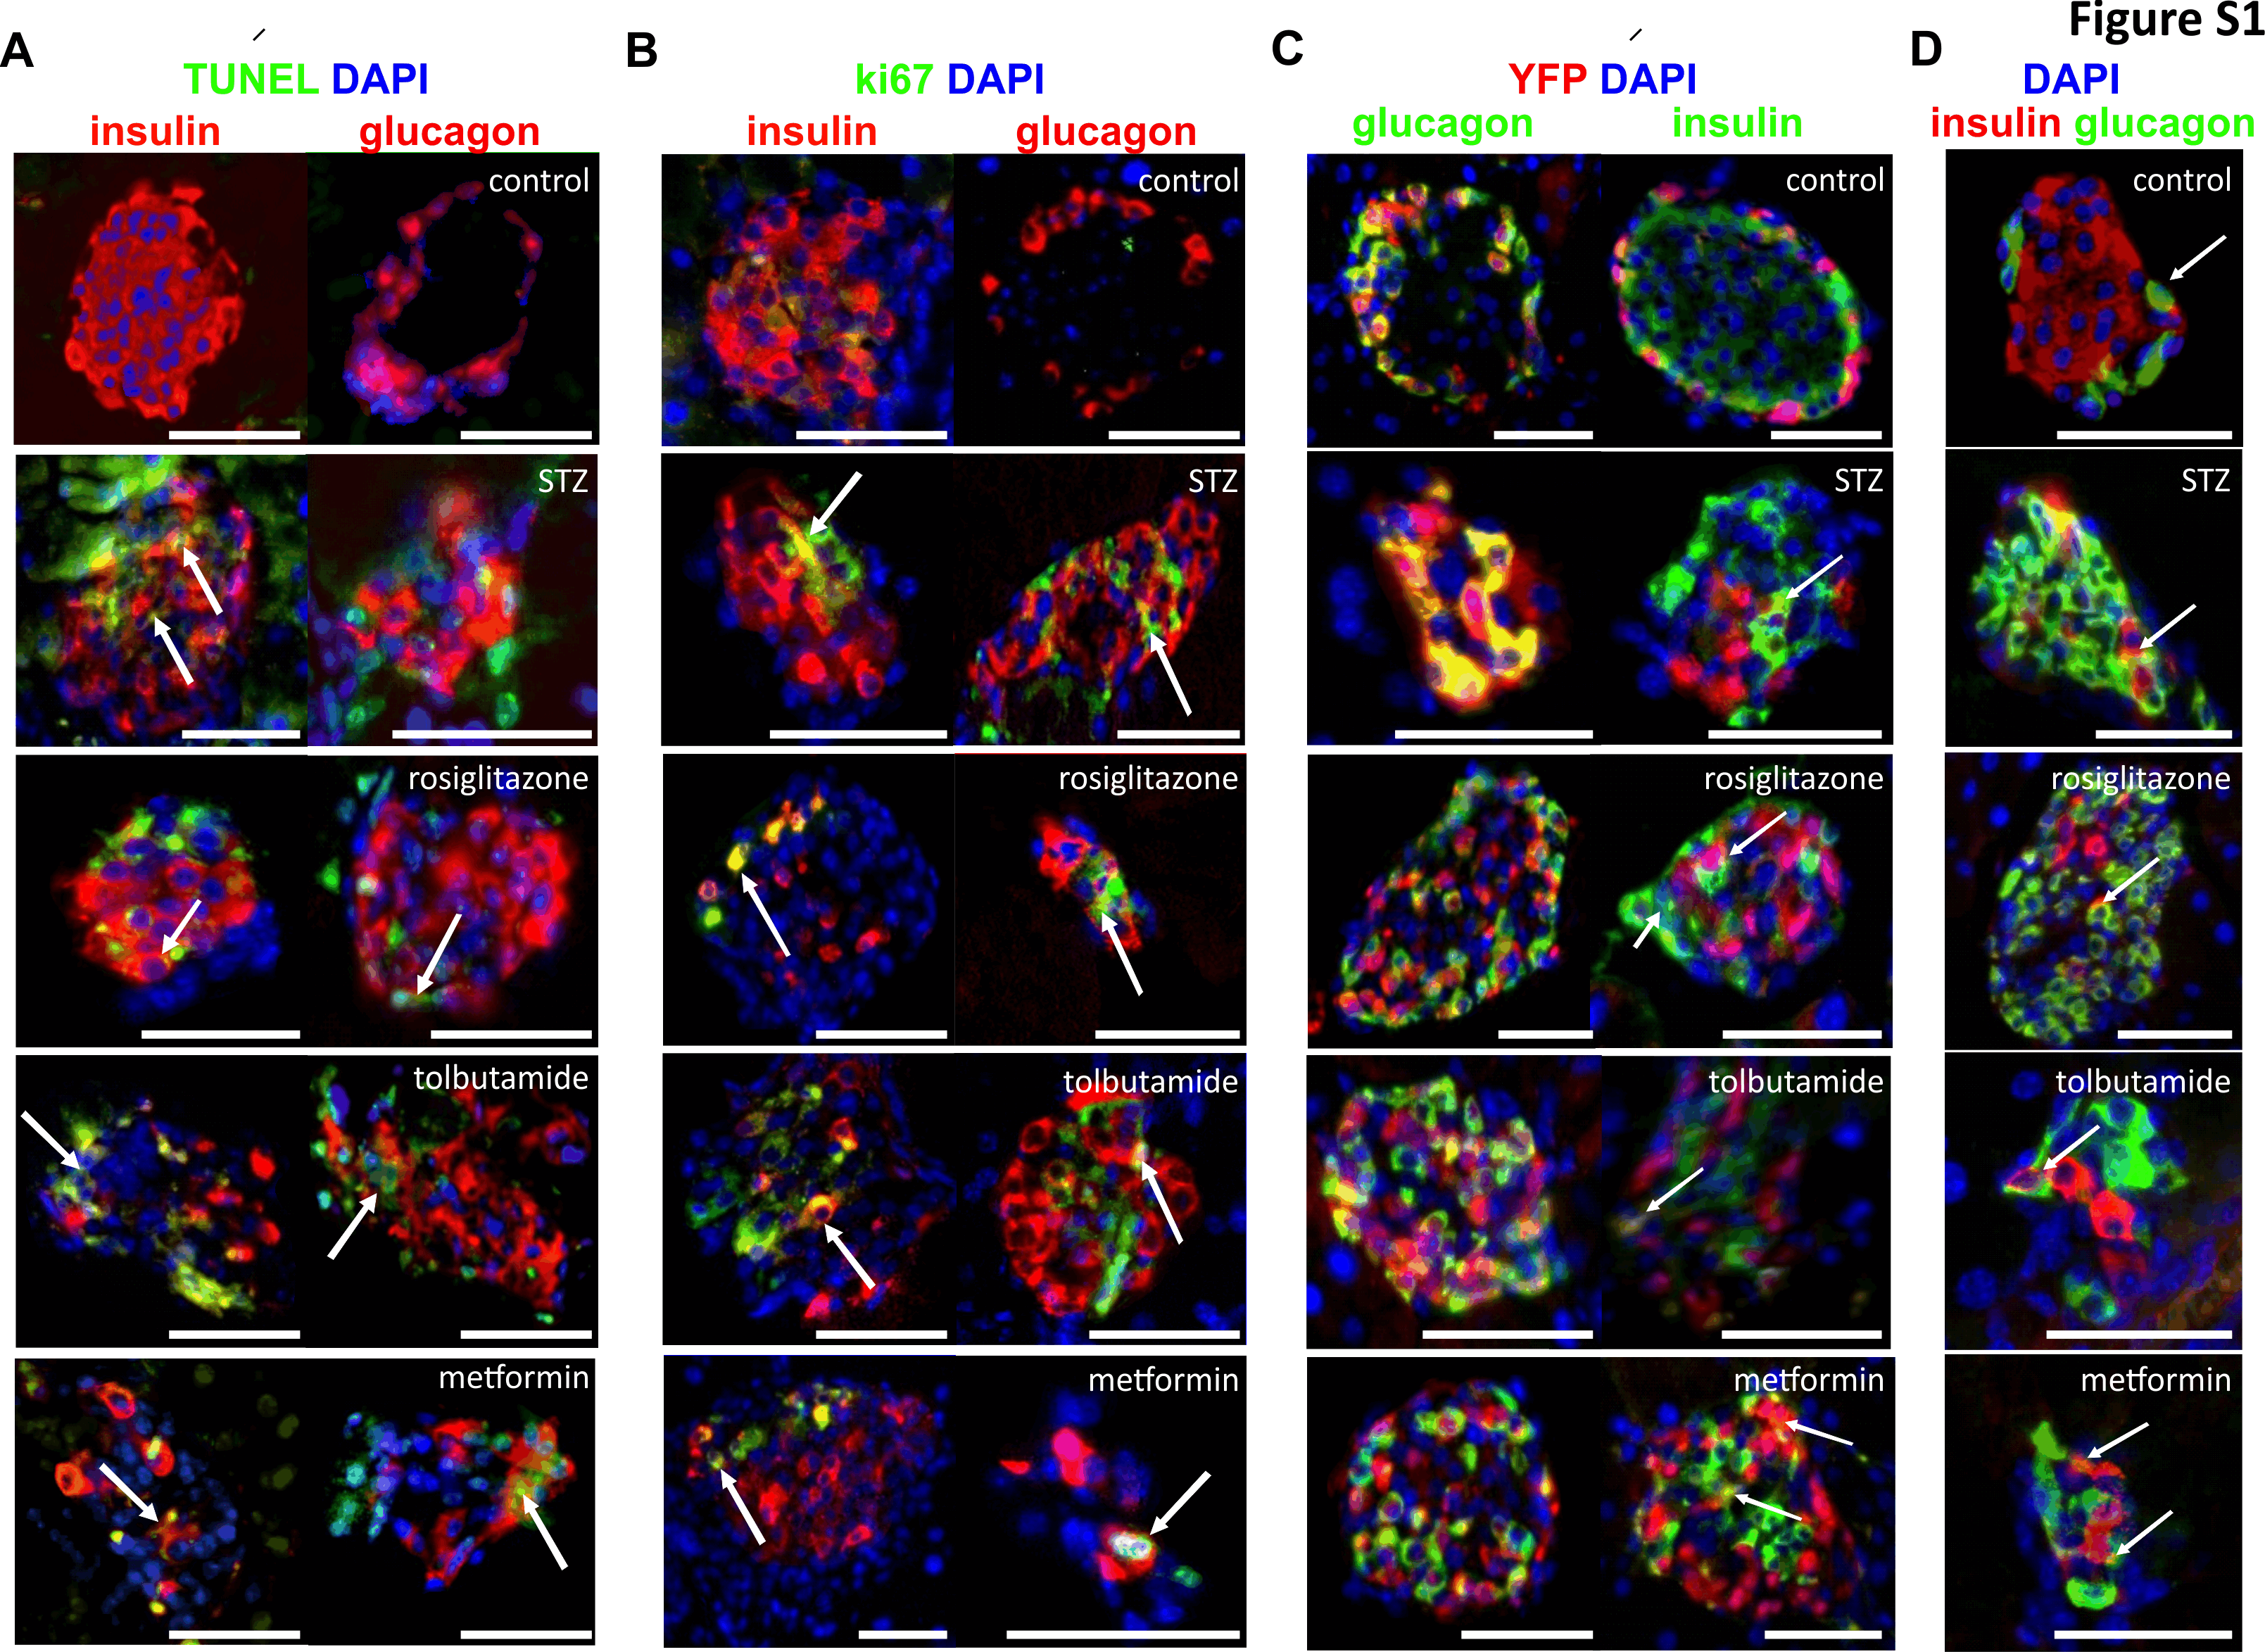 Figure S1
A
TUNEL DAPI
insulin glucagon
control
STZ
rosiglitazone
tolbutamide
metformin
B
ki67 DAPI
insulin glucagon
control
STZ
rosiglitazone
tolbutamide
metformin
C
YFP DAPI
glucagon insulin
control
STZ
rosiglitazone
tolbutamide
metformin
D
DAPI
insulin glucagon
control
STZ
rosiglitazone
tolbutamide
metformin